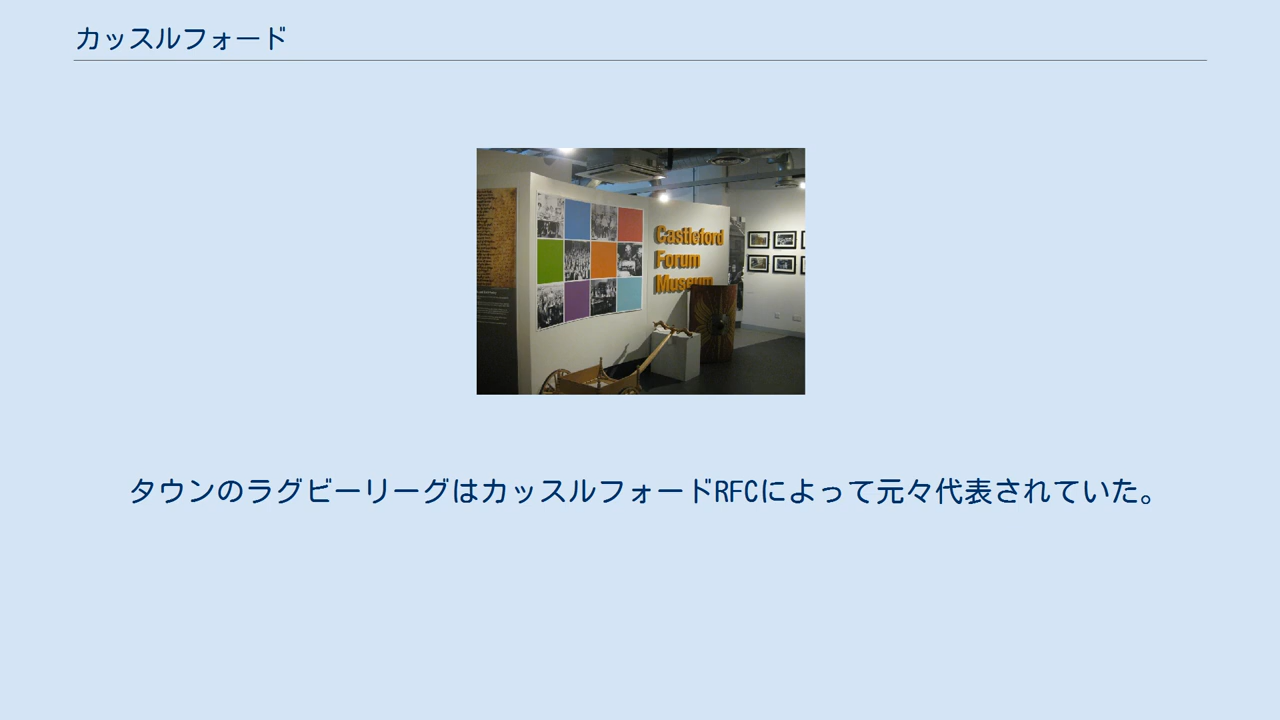 カッスルフォード
Castleford
Forum
Museum
タウンのラグビーリーグはカッスルフォードRFCによって元々代表されていた。